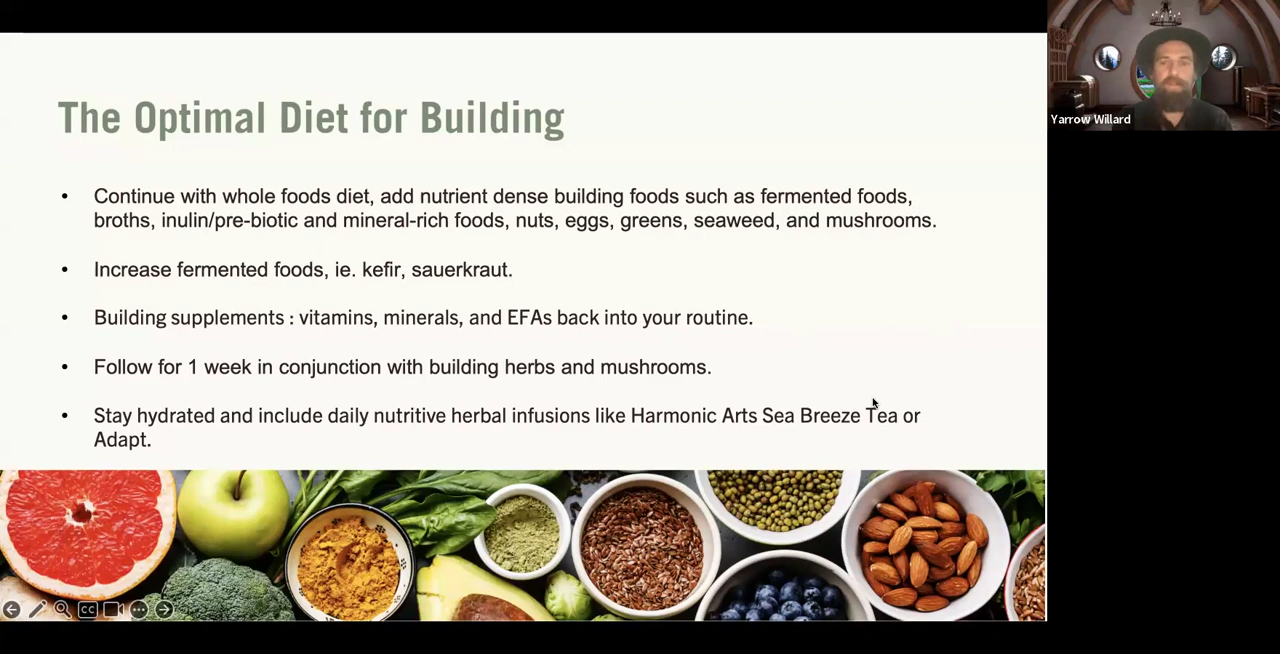 The Optimal Diet for Building
• Continue with whole foods diet, add nutrient dense building foods such as fermented foods,
broths, inulin/pre-biotic and mineral-rich foods, nuts, eggs, greens, seaweed, and mushrooms.
• Increase fermented foods, ie. kefir, sauerkraut.
• Building supplements : vitamins, minerals, and EFAs back into your routine.
• Follow for 1 week in conjunction with building herbs and mushrooms.
• Stay hydrated and include daily nutritive herbal infusions like Harmonic Arts Sea Breeze Tea or
Adapt.
Yarrow Willard
CC